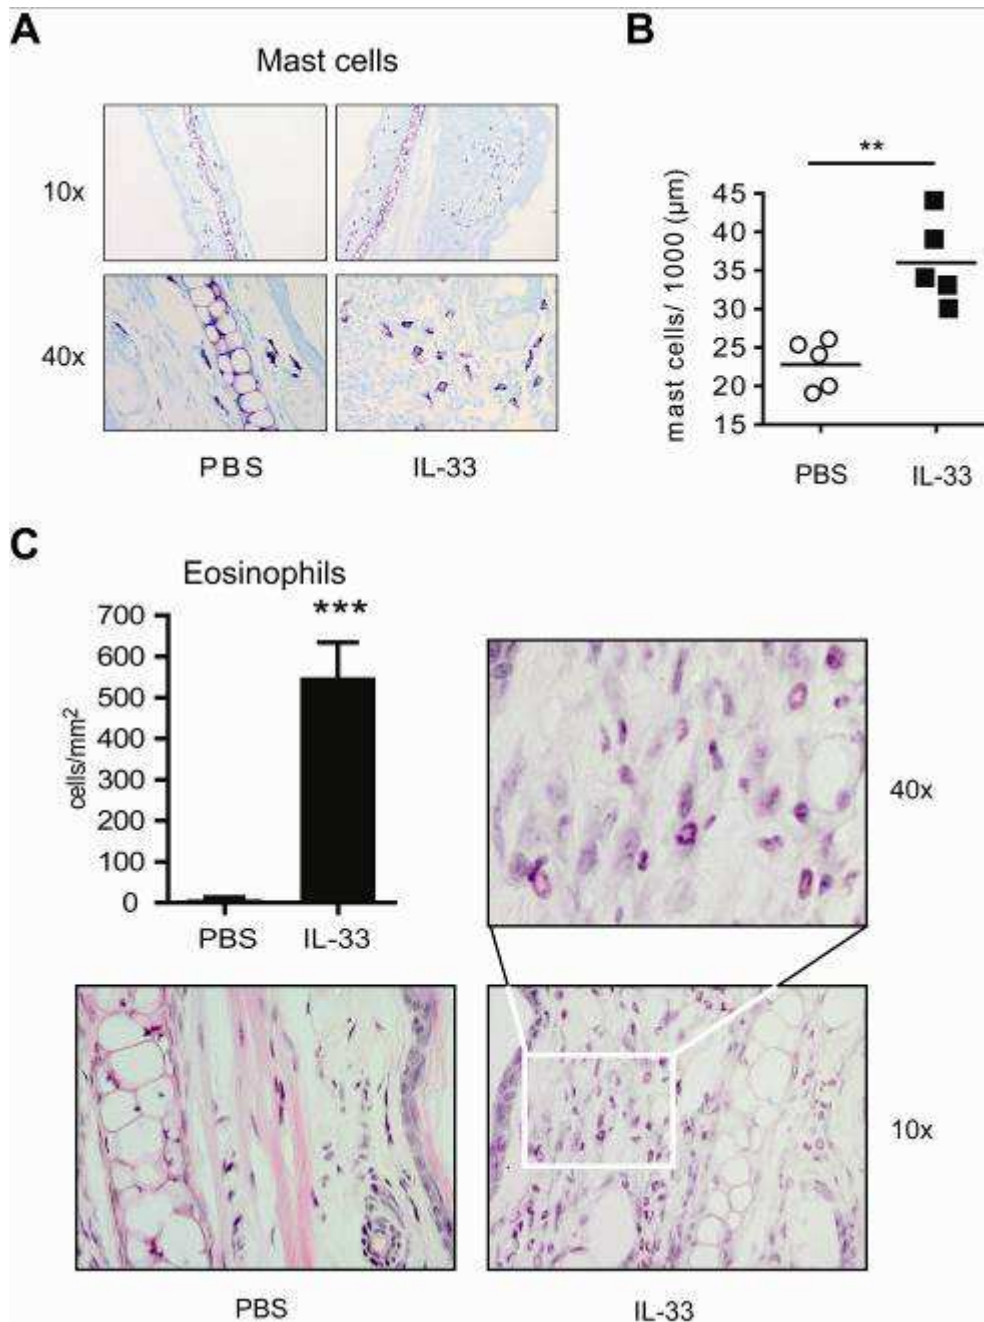 A
Mast cells
10x
40x
PBS
IL-33
B
**
mast cells/ 1000 (µm)
45
40
35
30
25
20
15
PBS
IL-33
C
Eosinophils
***
cells/mm²
700
600
500
400
300
200
100
0
PBS
IL-33
40x
10x
PBS
IL-33